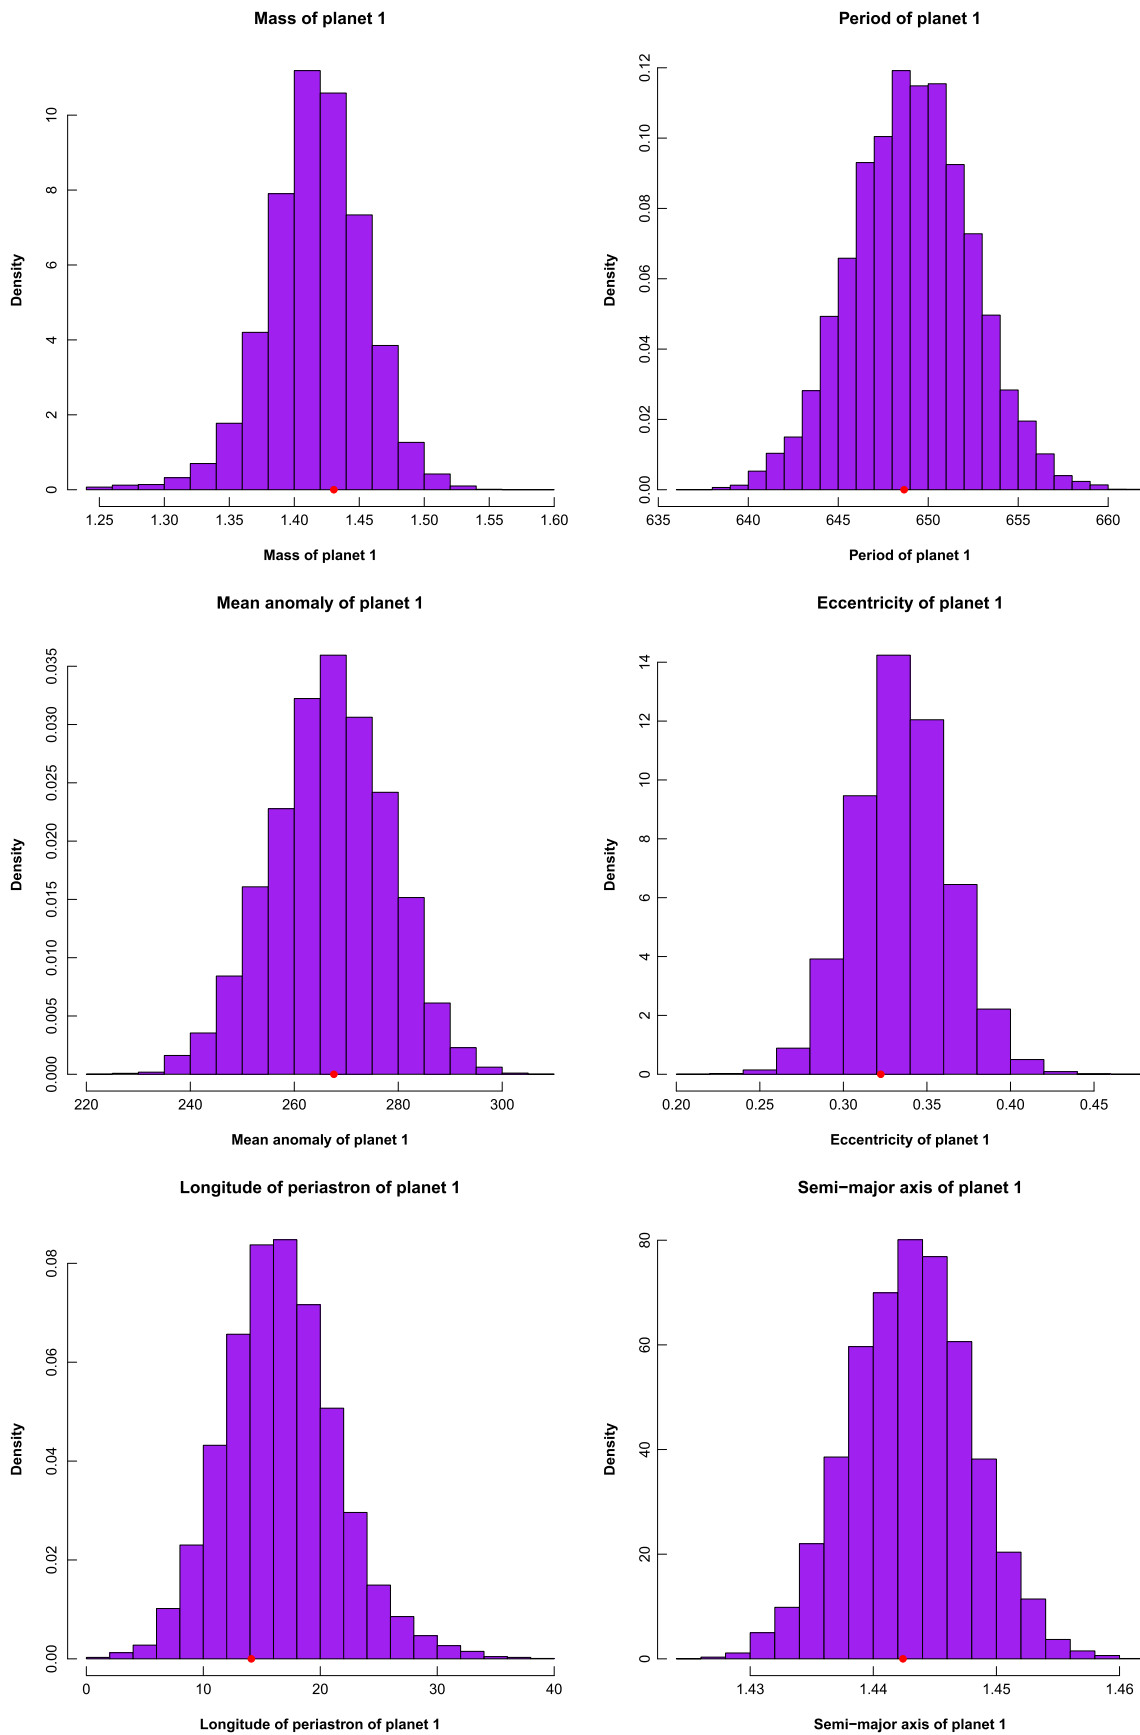 Mass of planet 1
Density
0 2 4 6 8 10
1.25 1.30 1.35 1.40 1.45 1.50 1.55 1.60
Mass of planet 1
Period of planet 1
Density
0.00 0.02 0.04 0.06 0.08 0.10 0.12
635 640 645 650 655 660
Period of planet 1
Mean anomaly of planet 1
Density
0.000 0.005 0.010 0.015 0.020 0.025 0.030 0.035
220 240 260 280 300
Mean anomaly of planet 1
Eccentricity of planet 1
Density
0 2 4 6 8 10 12 14
0.20 0.25 0.30 0.35 0.40 0.45
Eccentricity of planet 1
Longitude of periastron of planet 1
Density
0.00 0.02 0.04 0.06 0.08
0 10 20 30 40
Longitude of periastron of planet 1
Semi−major axis of planet 1
Density
0 20 40 60 80
1.43 1.44 1.45 1.46
Semi−major axis of planet 1